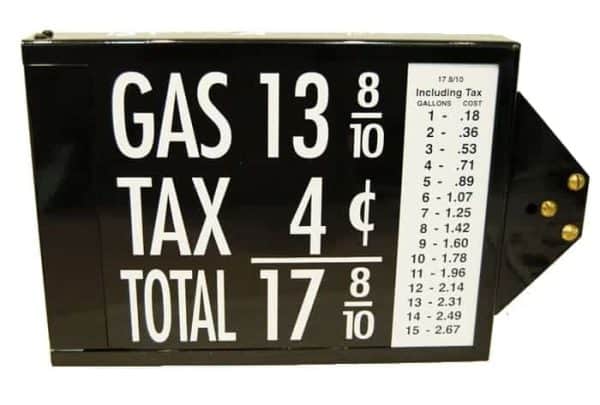 GAS 13 8/10
TAX 4 ¢
TOTAL 17 8/10
17 8/10
Including Tax
GALLONS COST
1 - .18
2 - .36
3 - .53
4 - .71
5 - .89
6 - 1.07
7 - 1.25
8 - 1.42
9 - 1.60
10 - 1.78
11 - 1.96
12 - 2.14
13 - 2.31
14 - 2.49
15 - 2.67